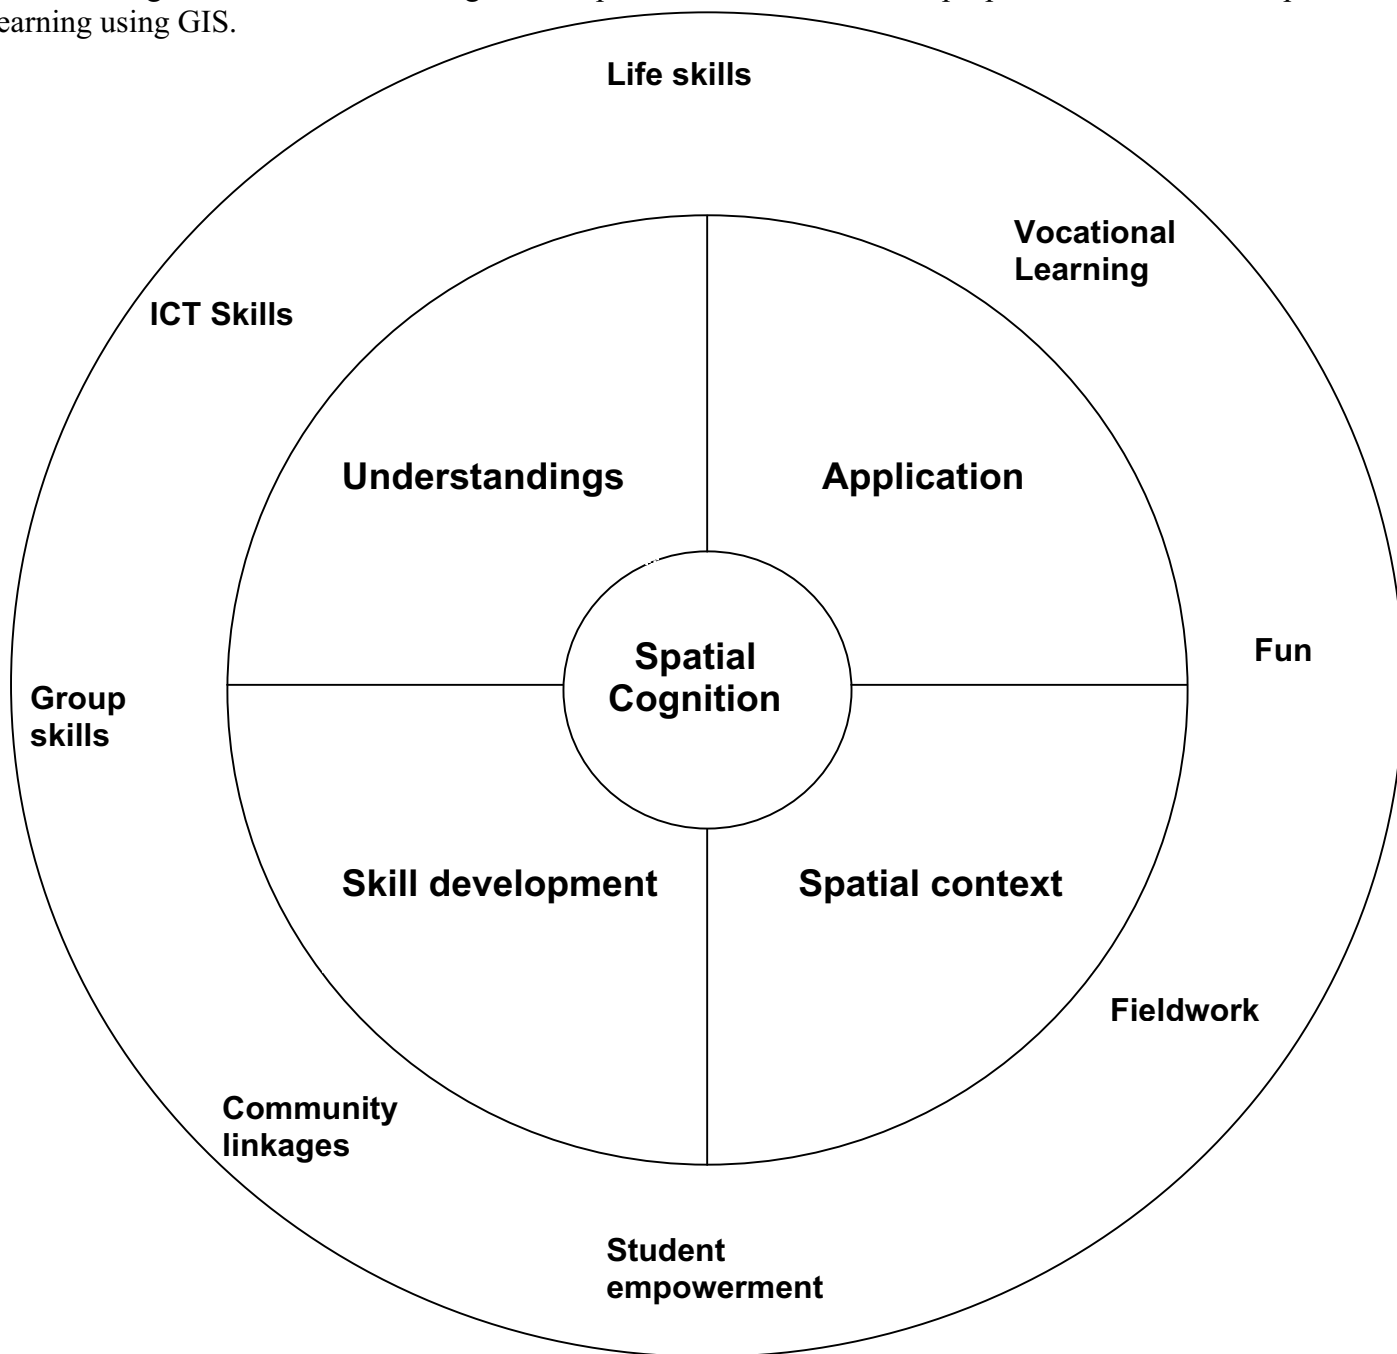 earning using GIS.
Life skills
Vocational
Learning
ICT Skills
Understandings
Application
Spatial
Cognition
Fun
Group
skills
Skill development
Spatial context
Fieldwork
Community
linkages
Student
empowerment